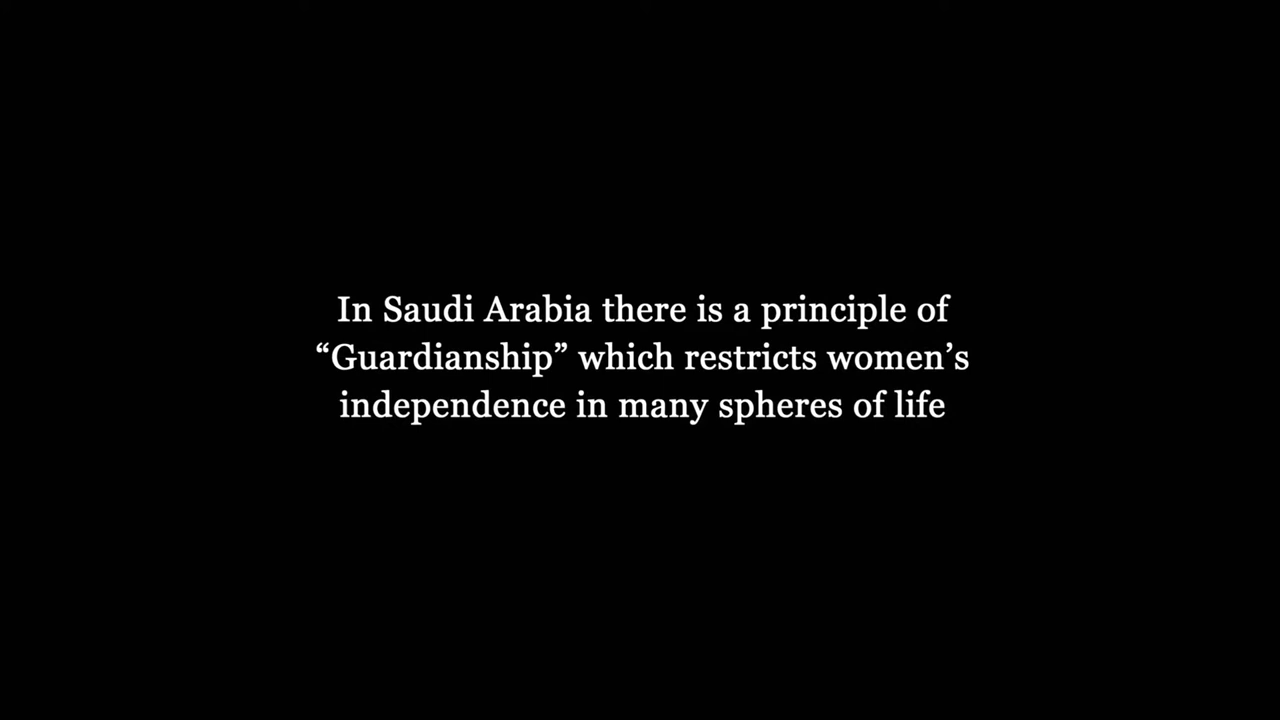 In Saudi Arabia there is a principle of
“Guardianship” which restricts women’s
independence in many spheres of life